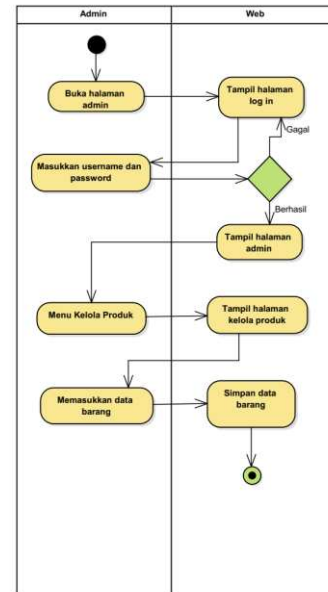 Admin
Web
Buka halaman
admin
Tampil halaman
log in
Gagal
Masukkan username dan
password
Berhasil
Tampil halaman
admin
Menu Kelola Produk
Tampil halaman
kelola produk
Memasukkan data
barang
Simpan data
barang